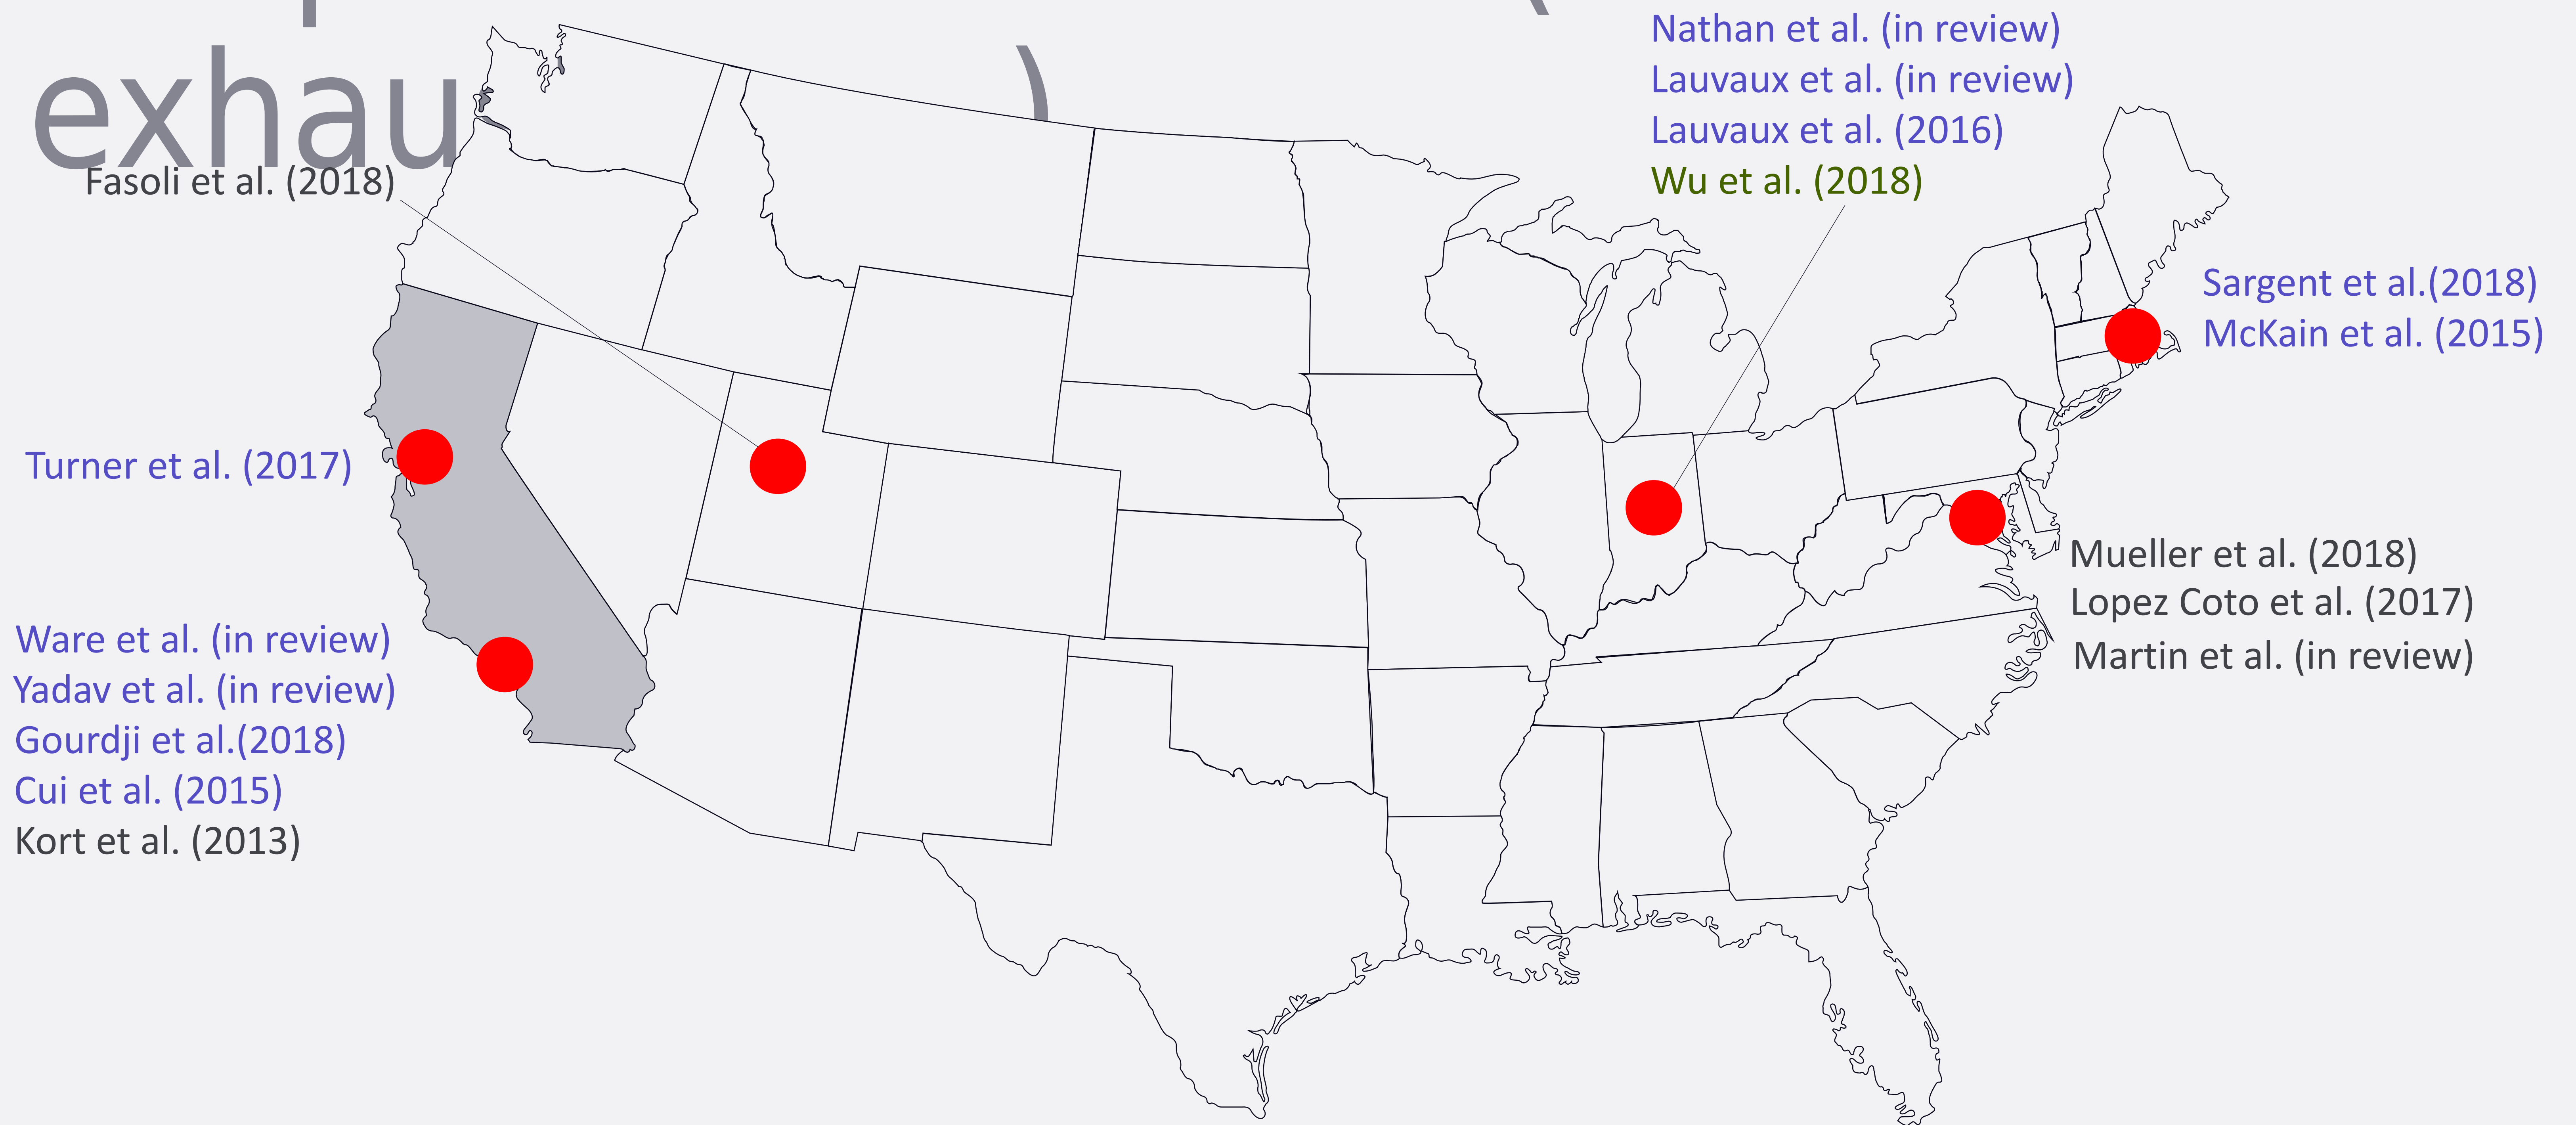 exhau )
Fasoli et al. (2018)
Nathan et al. (in review)
Lauvaux et al. (in review)
Lauvaux et al. (2016)
Wu et al. (2018)
Sargent et al.(2018)
McKain et al. (2015)
Turner et al. (2017)
Mueller et al. (2018)
Lopez Coto et al. (2017)
Martin et al. (in review)
Ware et al. (in review)
Yadav et al. (in review)
Gourdji et al.(2018)
Cui et al. (2015)
Kort et al. (2013)